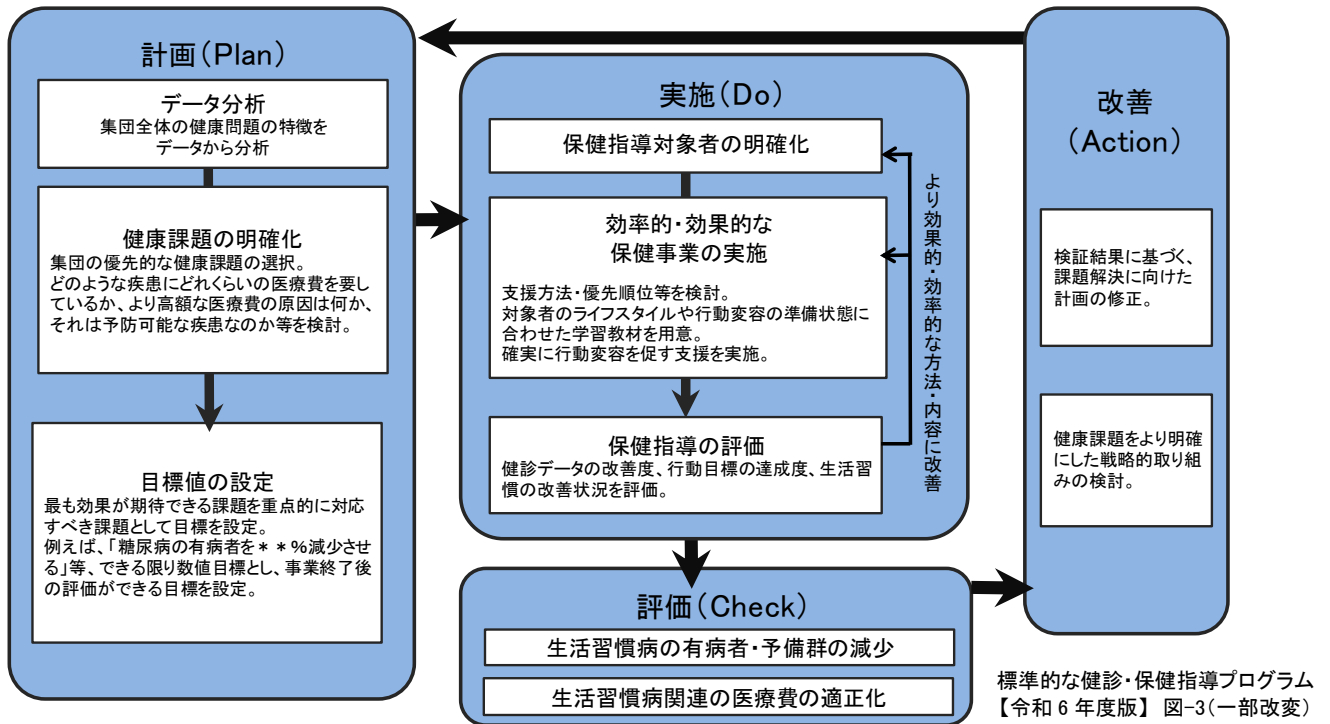 計画(Plan)
データ分析
集団全体の健康問題の特徴を
データから分析
健康課題の明確化
集団の優先的な健康課題の選択。
どのような疾患にどれくらいの医療費を要し
ているか、より高額な医療費の原因は何か、
それは予防可能な疾患なのか等を検討。
目標値の設定
最も効果が期待できる課題を重点的に対応
すべき課題として目標を設定。
例えば、「糖尿病の有病者を＊＊%減少させ
る」等、できる限り数値目標とし、事業終了後
の評価ができる目標を設定。
実施(Do)
保健指導対象者の明確化
効率的・効果的な
保健事業の実施
支援方法・優先順位等を検討。
対象者のライフスタイルや行動変容の準備状態に
合わせた学習教材を用意。
確実に行動変容を促す支援を実施。
保健指導の評価
健診データの改善度、行動目標の達成度、生活習
慣の改善状況を評価。
より効果的・効率的な方法・内容に改善
評価(Check)
生活習慣病の有病者・予備群の減少
生活習慣病関連の医療費の適正化
改善
(Action)
検証結果に基づく、
課題解決に向けた
計画の修正。
健康課題をより明確
にした戦略的取り組
みの検討。
標準的な健診・保健指導プログラム
【令和6年度版】 図-3(一部改変)